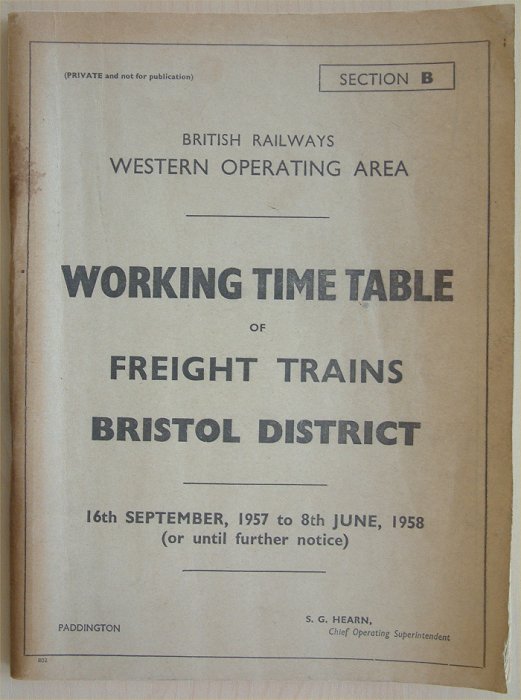 (PRIVATE and not for publication)
SECTION B
BRITISH RAILWAYS
WESTERN OPERATING AREA
WORKING TIME TABLE
OF
FREIGHT TRAINS
BRISTOL DISTRICT
16th SEPTEMBER, 1957 to 8th JUNE, 1958
(or until further notice)
PADDINGTON
S. G. HEARN,
Chief Operating Superintendent
802